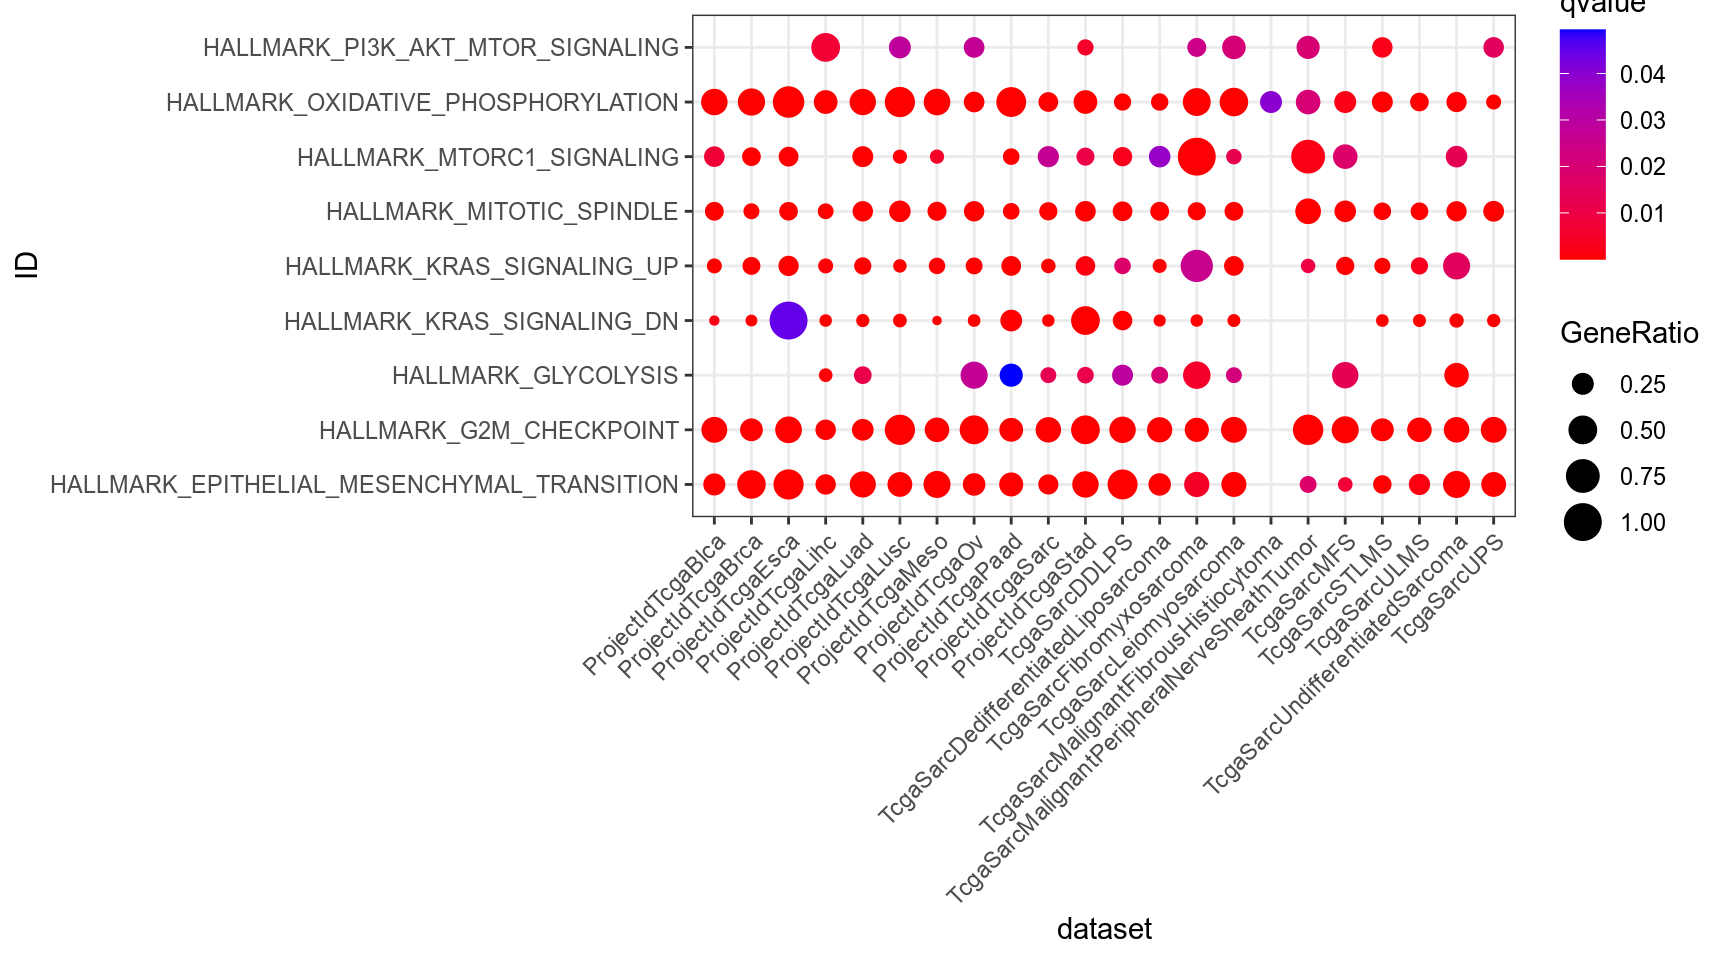 HALLMARK_PI3K_AKT_MTOR_SIGNALING
HALLMARK_OXIDATIVE_PHOSPHORYLATION
HALLMARK_MTORC1_SIGNALING
HALLMARK_MITOTIC_SPINDLE
HALLMARK_KRAS_SIGNALING_UP
HALLMARK_KRAS_SIGNALING_DN
HALLMARK_GLYCOLYSIS
HALLMARK_G2M_CHECKPOINT
HALLMARK_EPITHELIAL_MESENCHYMAL_TRANSITION
ID
ProjectIdTcgaBlca
ProjectIdTcgaBrca
ProjectIdTcgaEsca
ProjectIdTcgaLihc
ProjectIdTcgaLuad
ProjectIdTcgaLusc
ProjectIdTcgaMeso
ProjectIdTcgaOv
ProjectIdTcgaPaad
ProjectIdTcgaSarc
ProjectIdTcgaStad
TcgaSarcDDLPS
TcgaSarcDedifferentiatedLiposarcoma
TcgaSarcFibromyxosarcoma
TcgaSarcLeiomyosarcoma
TcgaSarcMalignantFibrousHistiocytoma
TcgaSarcMalignantPeripheralNerveSheathTumor
TcgaSarcMFS
TcgaSarcSTLMS
TcgaSarcULMS
TcgaSarcUndifferentiatedSarcoma
TcgaSarcUPS
dataset
qvalue
0.04
0.03
0.02
0.01
GeneRatio
0.25
0.50
0.75
1.00